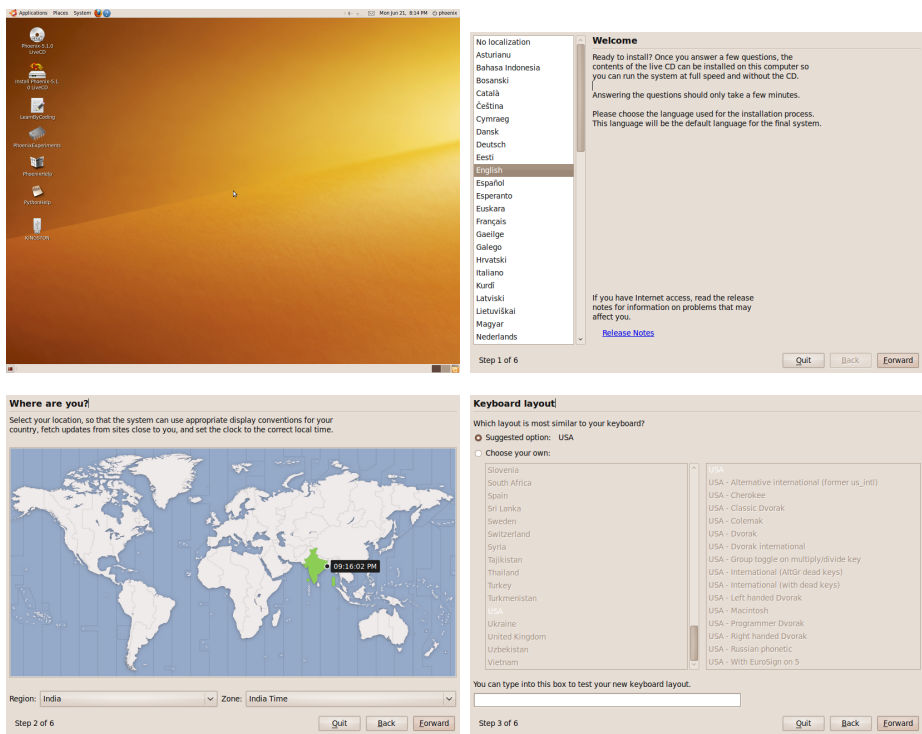 Applications Places System
Mon Jun 21, 8:14 PM phoenix
Phoenix-5.1.0
LiveCD
Install Phoenix-5.1.
0 LiveCD
LearnByCoding
PhoenixExperiments
PhoenixHelp
PythonHelp
KINGSTON
No localization
Asturianu
Bahasa Indonesia
Bosanski
Català
Čeština
Cymraeg
Dansk
Deutsch
Eesti
English
Español
Esperanto
Euskara
Français
Gaeilge
Galego
Hrvatski
Italiano
Kurdî
Latviski
Lietuviškai
Magyar
Nederlands
Welcome
Ready to install? Once you answer a few questions, the
contents of the live CD can be installed on this computer so
you can run the system at full speed and without the CD.
Answering the questions should only take a few minutes.
Please choose the language used for the installation process.
This language will be the default language for the final system.
If you have Internet access, read the release
notes for information on problems that may
affect you.
Release Notes
Step 1 of 6
Quit Back Forward
Where are you?
Select your location, so that the system can use appropriate display conventions for your
country, fetch updates from sites close to you, and set the clock to the correct local time.
09:16:02 PM
Region: India Zone: India Time
Step 2 of 6
Quit Back Forward
Keyboard layout
Which layout is most similar to your keyboard?
Suggested option: USA
Choose your own:
Slovenia
South Africa
Spain
Sri Lanka
Sweden
Switzerland
Syria
Tajikistan
Thailand
Turkey
Turkmenistan
USA
Ukraine
United Kingdom
Uzbekistan
Vietnam
USA
USA - Alternative international (former us_intl)
USA - Cherokee
USA - Classic Dvorak
USA - Colemak
USA - Dvorak
USA - Dvorak international
USA - Group toggle on multiply/divide key
USA - International (AltGr dead keys)
USA - International (with dead keys)
USA - Left handed Dvorak
USA - Macintosh
USA - Programmer Dvorak
USA - Right handed Dvorak
USA - Russian phonetic
USA - With EuroSign on 5
You can type into this box to test your new keyboard layout.
Step 3 of 6
Quit Back Forward